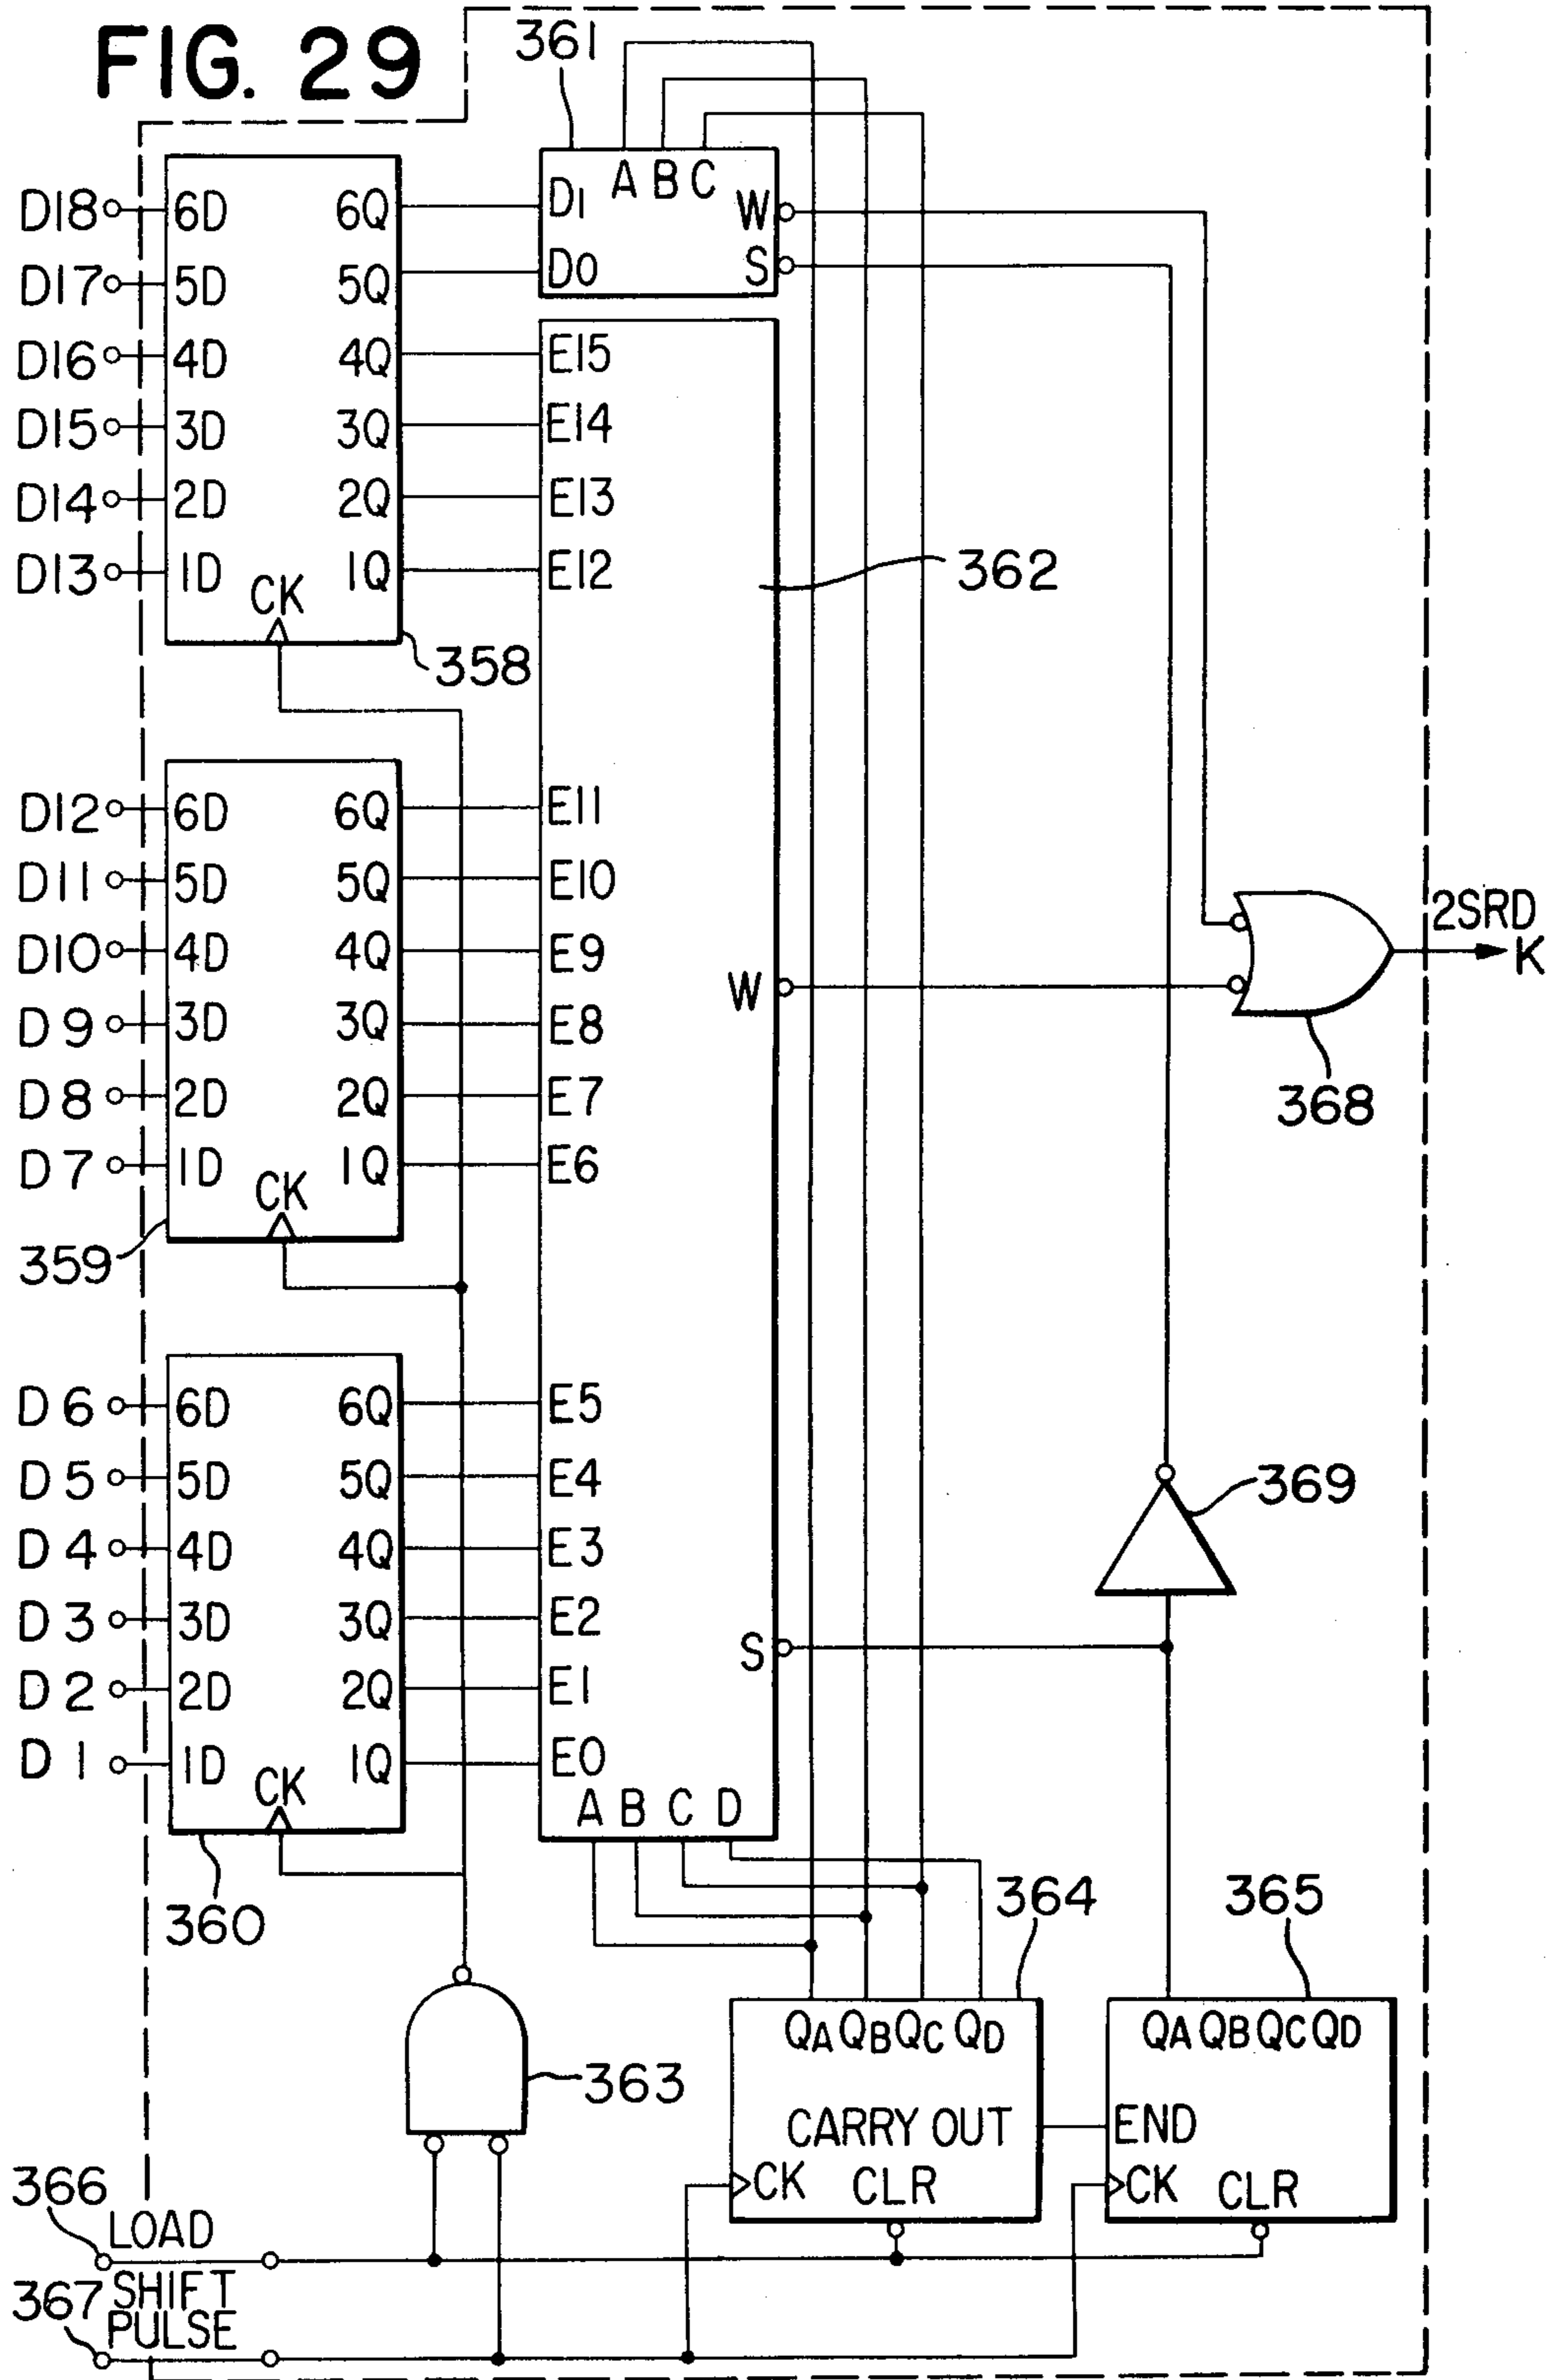 FIG. 29
361
A B C
D1
W
D0
S
D18 6D 6Q
D17 5D 5Q
D16 4D 4Q E15
D15 3D 3Q E14
D14 2D 2Q E13
D13 1D 1Q E12
CK
358
362
D12 6D 6Q E11
D11 5D 5Q E10
D10 4D 4Q E9
D9 3D 3Q E8
D8 2D 2Q E7
D7 1D 1Q E6
CK
359
W
2SRD
K
368
D6 6D 6Q E5
D5 5D 5Q E4
D4 4D 4Q E3
D3 3D 3Q E2
D2 2D 2Q E1
D1 1D 1Q E0
CK
360
369
S
A B C D
364
365
QA QB QC QD
QA QB QC QD
363
CARRY OUT
END
CK
CLR
CK
CLR
366
LOAD
367
SHIFT
PULSE